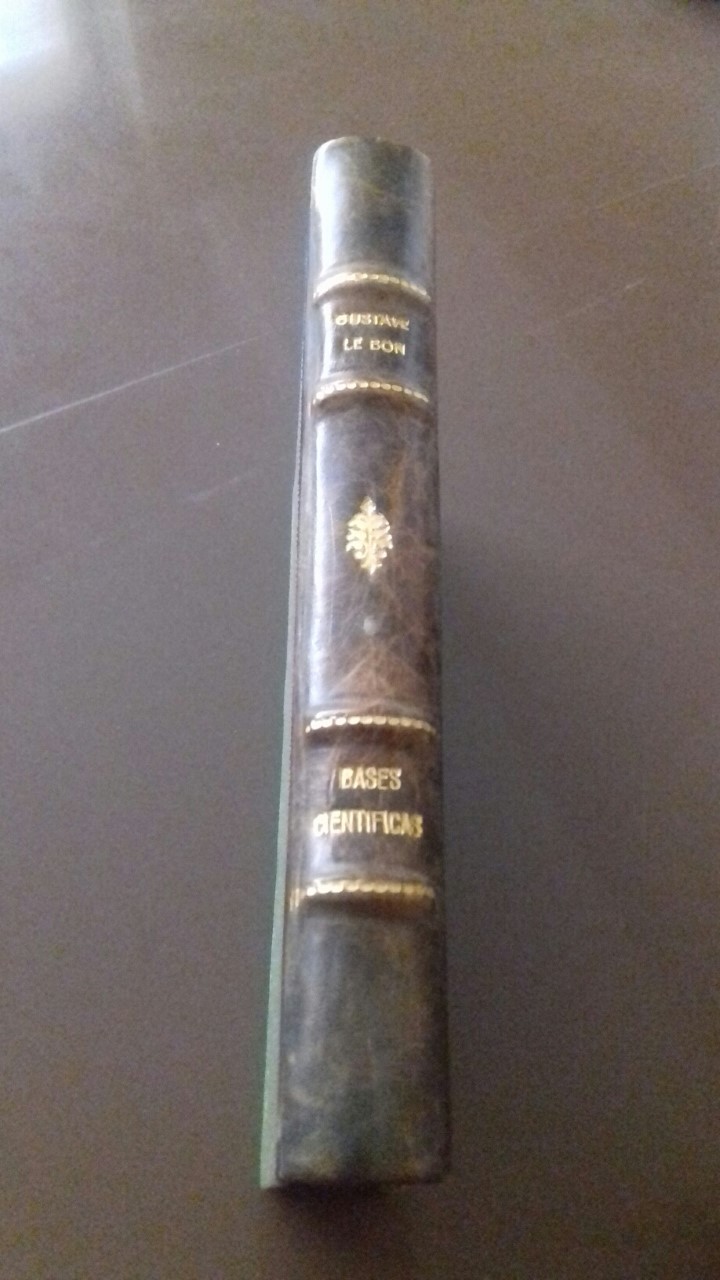 GUSTAVE
LE BON
BASES
CIENTIFICAS